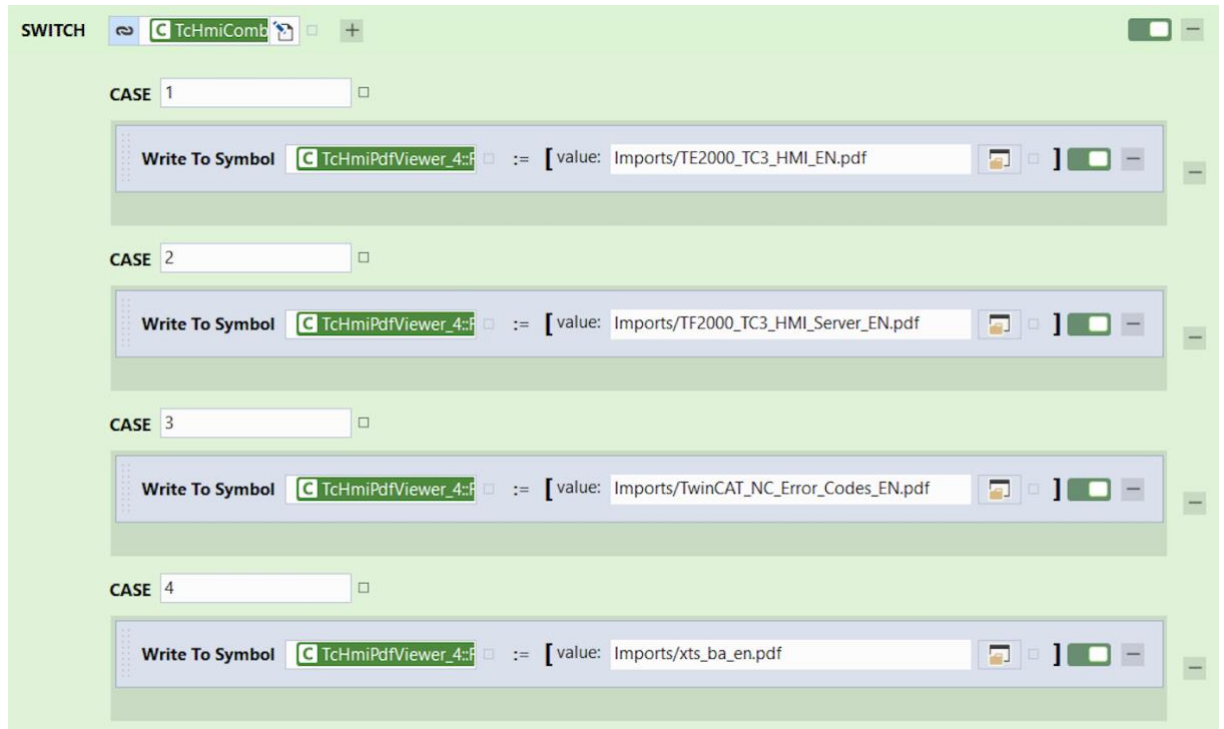 SWITCH C TcHmiComb +
CASE 1
Write To Symbol C TcHmiPdfViewer_4::F := [ value: Imports/TE2000_TC3_HMI_EN.pdf ]
CASE 2
Write To Symbol C TcHmiPdfViewer_4::F := [ value: Imports/TF2000_TC3_HMI_Server_EN.pdf ]
CASE 3
Write To Symbol C TcHmiPdfViewer_4::F := [ value: Imports/TwinCAT_NC_Error_Codes_EN.pdf ]
CASE 4
Write To Symbol C TcHmiPdfViewer_4::F := [ value: Imports/xts_ba_en.pdf ]